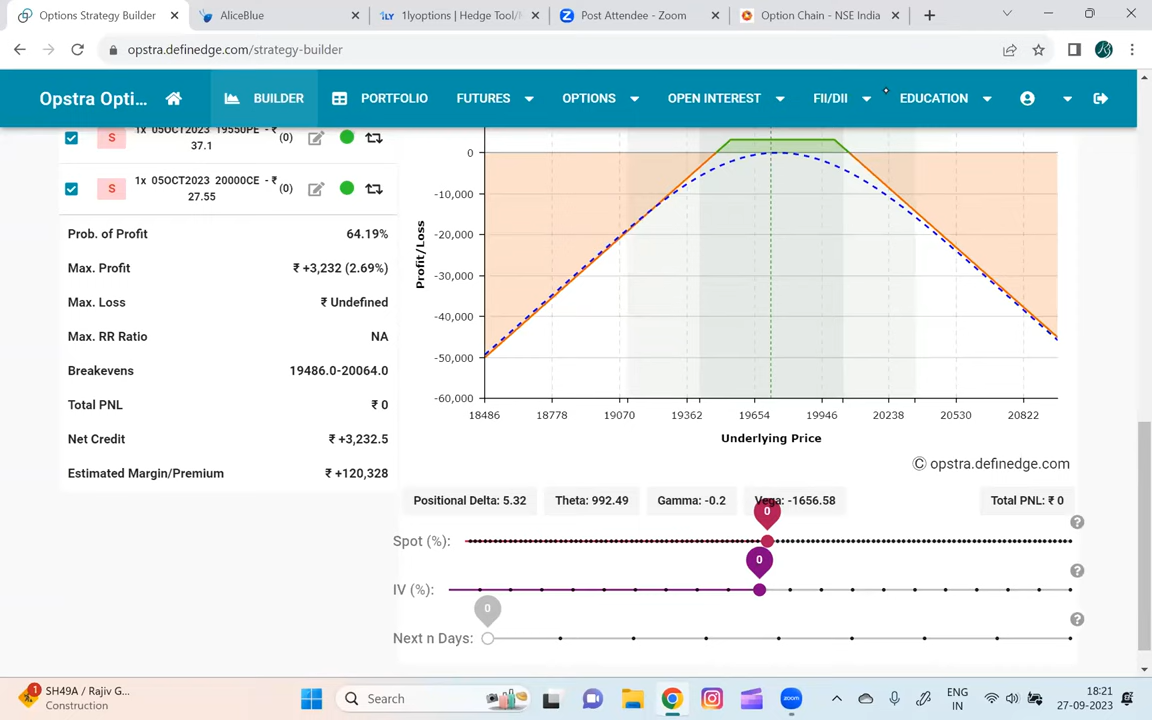 Options Strategy Builder
AliceBlue
1lyoptions | Hedge Tool/
Post Attendee - Zoom
Option Chain - NSE India
opstra.definedge.com/strategy-builder
Opstra Opti...
BUILDER
PORTFOLIO
FUTURES
OPTIONS
OPEN INTEREST
FII/DII
EDUCATION
S
1x 05OCT2023 19550PE - ₹
37.1
(0)
S
1x 05OCT2023 20000CE - ₹
27.55
(0)
Prob. of Profit 64.19%
Max. Profit ₹ +3,232 (2.69%)
Max. Loss ₹ Undefined
Max. RR Ratio NA
Breakevens 19486.0-20064.0
Total PNL ₹ 0
Net Credit ₹ +3,232.5
Estimated Margin/Premium ₹ +120,328
Profit/Loss
0
-10,000
-20,000
-30,000
-40,000
-50,000
-60,000
18486 18778 19070 19362 19654 19946 20238 20530 20822
Underlying Price
© opstra.definedge.com
Positional Delta: 5.32 Theta: 992.49 Gamma: -0.2 Vega: -1656.58 Total PNL: ₹ 0
0
Spot (%): ?
0
IV (%): ?
0
Next n Days: ?
1
SH49A / Rajiv G...
Construction
Search
zoom
ENG
IN
18:21
27-09-2023